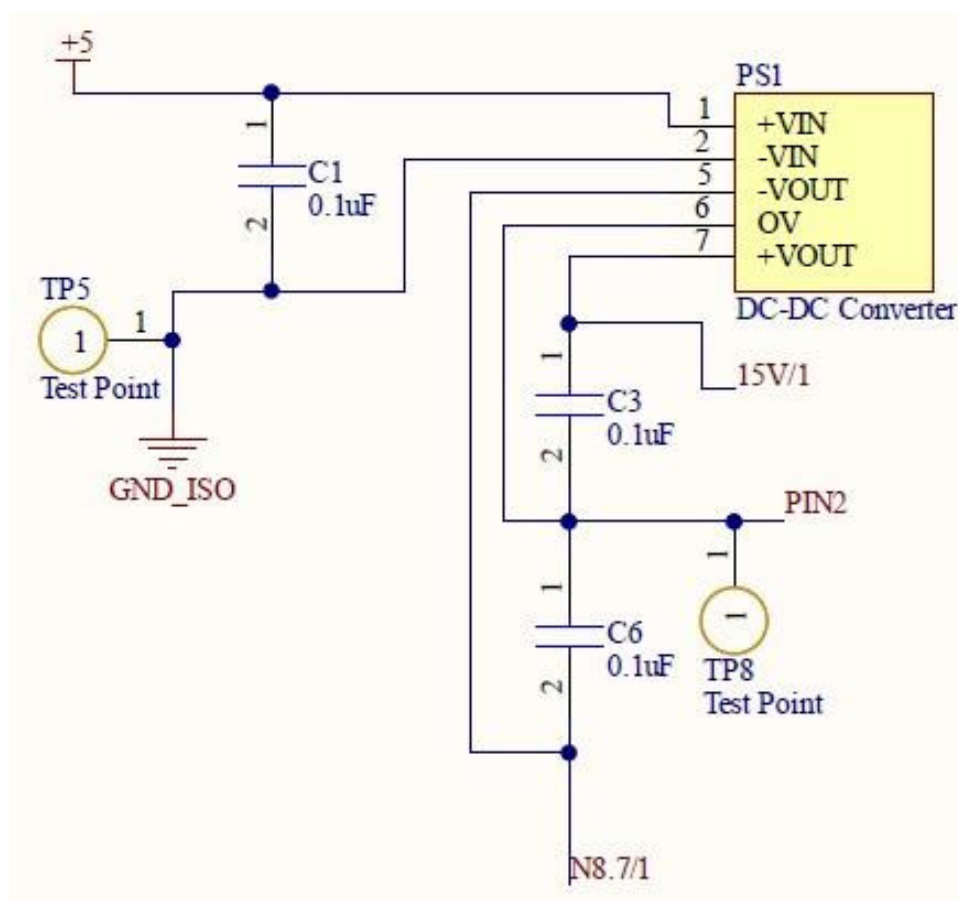 +5
PS1
1
+VIN
2
-VIN
5
-VOUT
6
OV
7
+VOUT
DC-DC Converter
1
C1
0.1uF
2
TP5
1
1
Test Point
GND_ISO
15V/1
1
C3
0.1uF
2
PIN2
1
1
TP8
Test Point
1
C6
0.1uF
2
N8.7/1